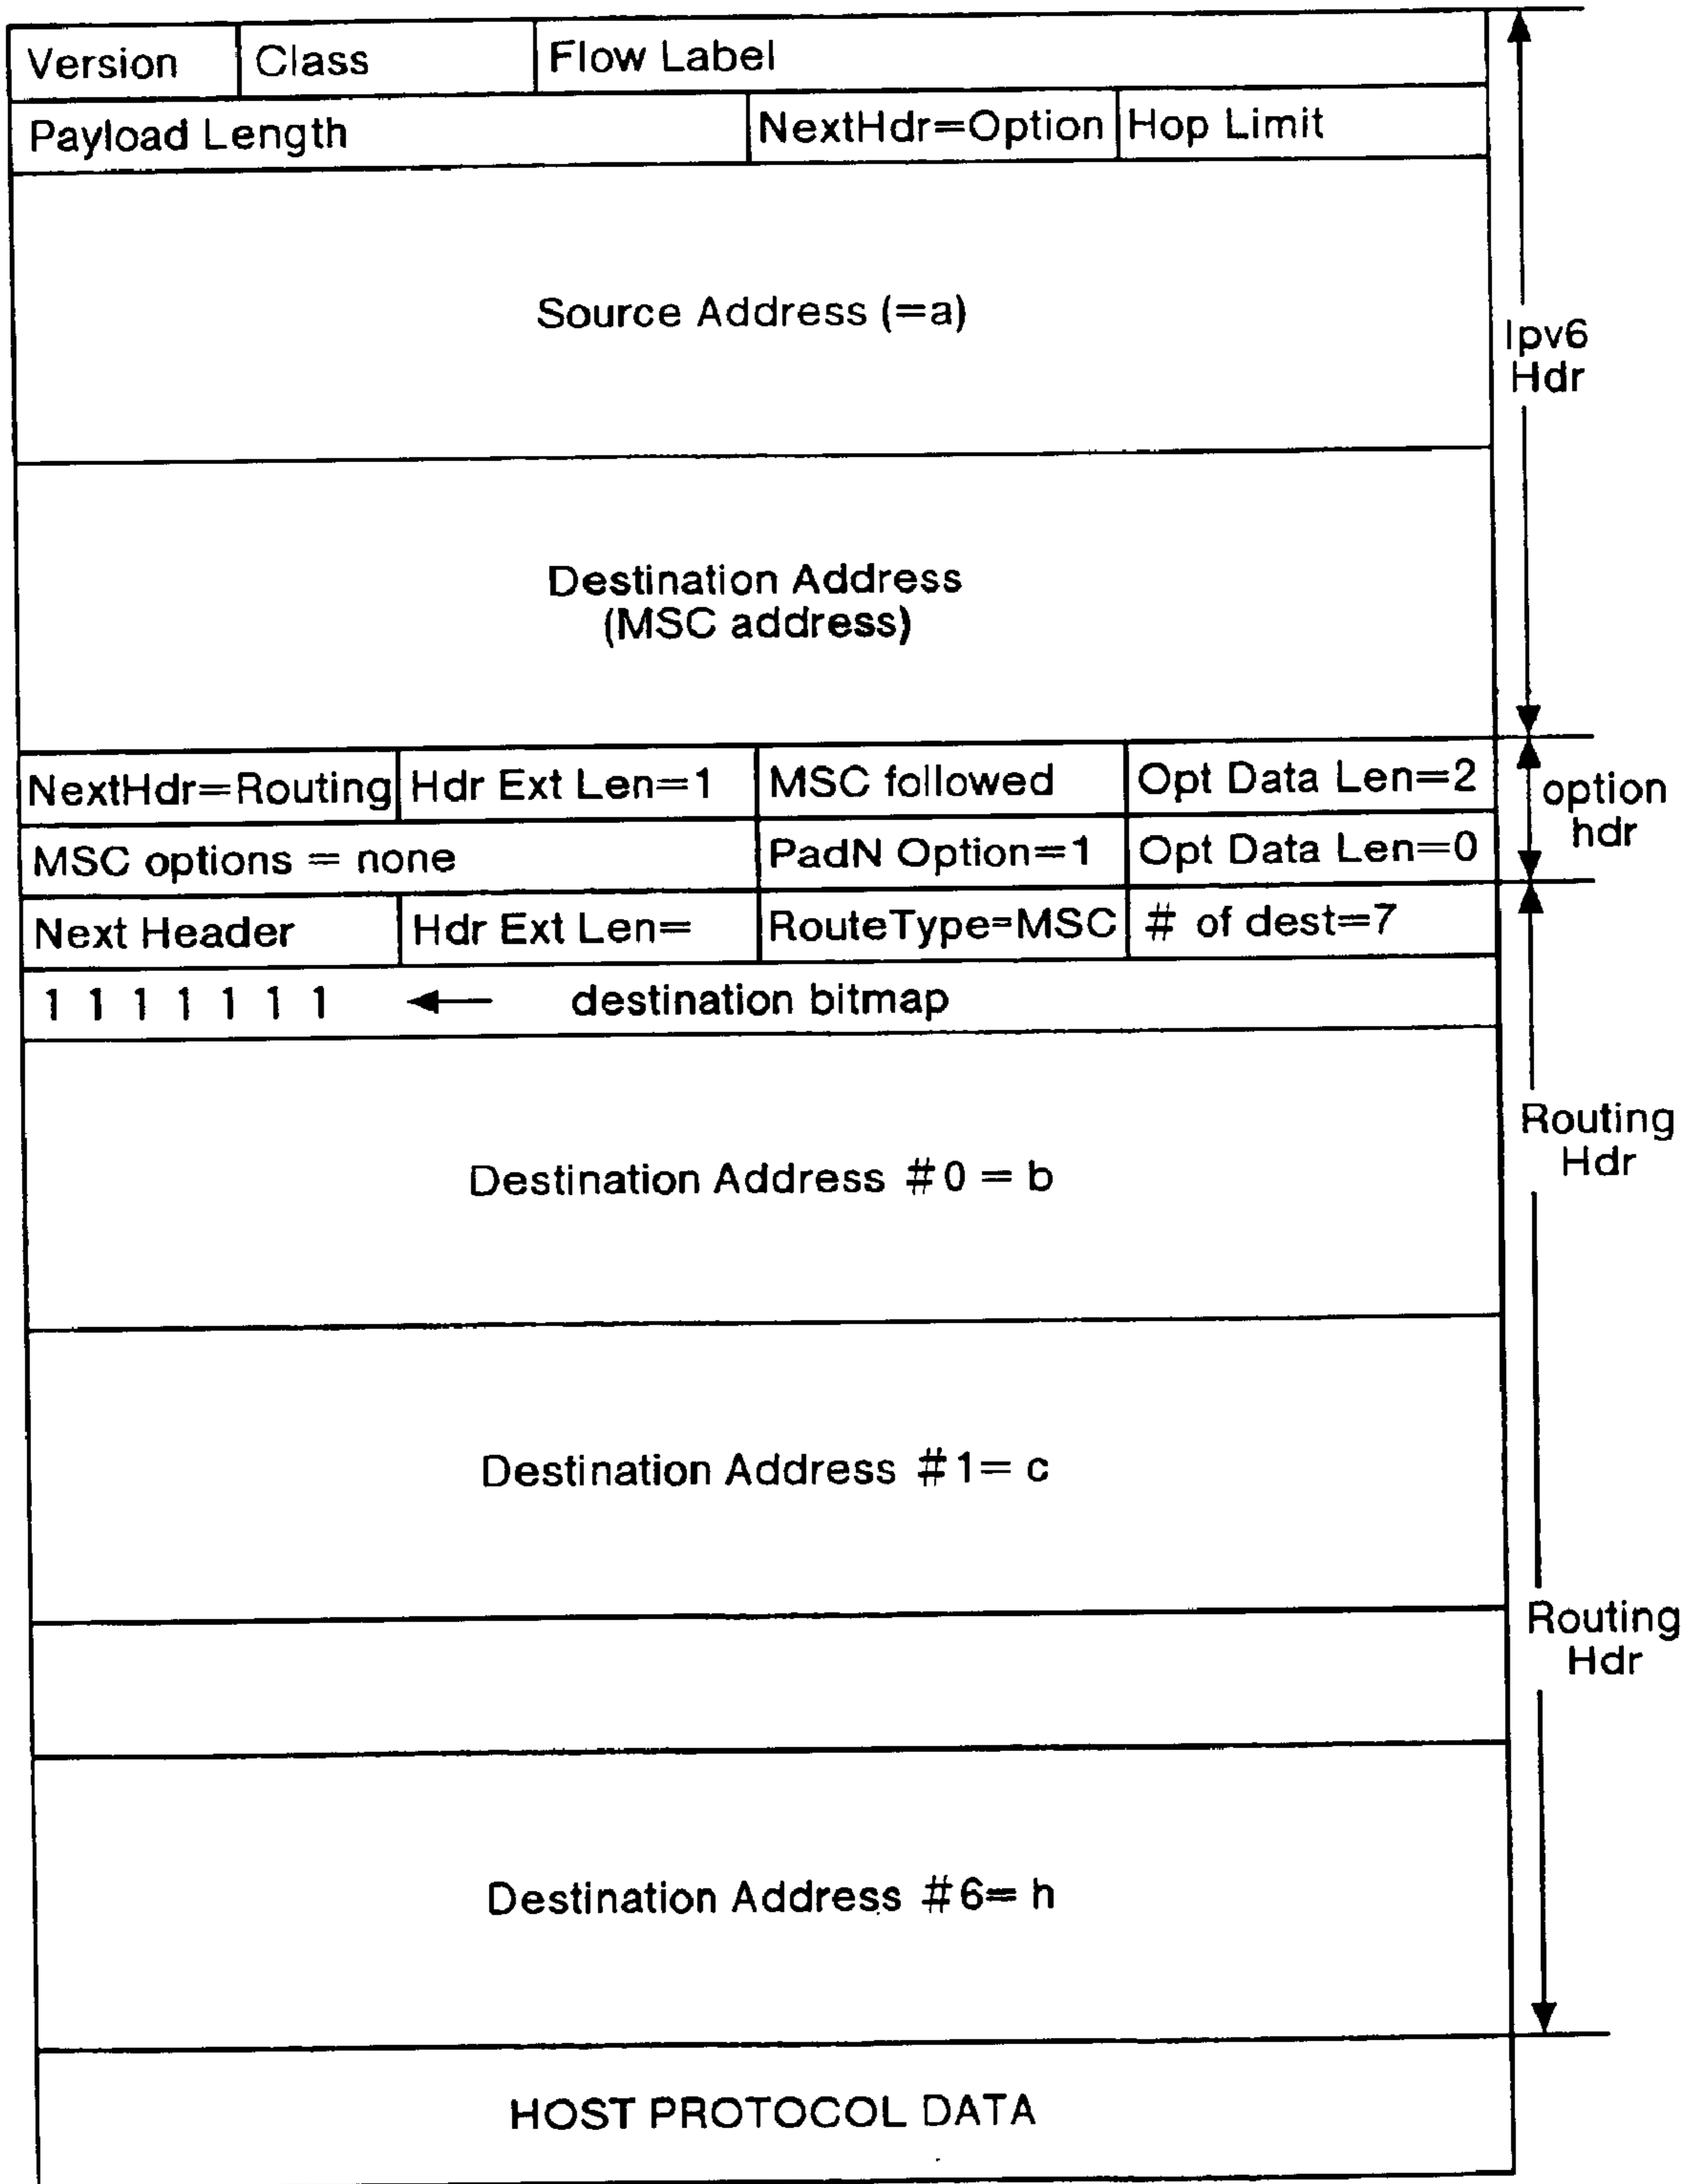 Version Class Flow Label
Payload Length NextHdr=Option Hop Limit
Source Address (=a)
Ipv6
Hdr
Destination Address
(MSC address)
NextHdr=Routing Hdr Ext Len=1 MSC followed Opt Data Len=2
option
hdr
MSC options = none PadN Option=1 Opt Data Len=0
Next Header Hdr Ext Len= RouteType=MSC # of dest=7
1 1 1 1 1 1 1 destination bitmap
Routing
Hdr
Destination Address #0 = b
Destination Address #1= c
Routing
Hdr
Destination Address #6= h
HOST PROTOCOL DATA